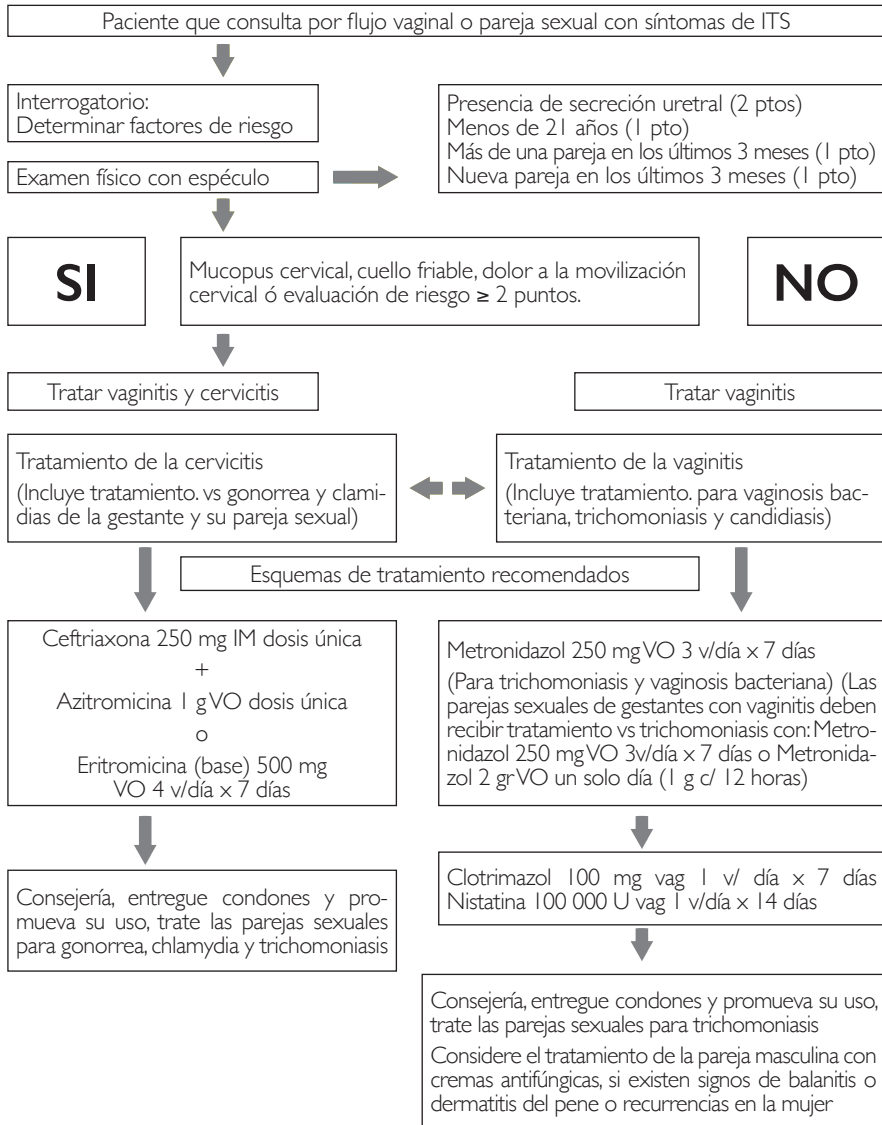 Paciente que consulta por flujo vaginal o pareja sexual con síntomas de ITS
Interrogatorio:
Determinar factores de riesgo
Examen físico con espéculo
Presencia de secreción uretral (2 ptos)
Menos de 21 años (1 pto)
Más de una pareja en los últimos 3 meses (1 pto)
Nueva pareja en los últimos 3 meses (1 pto)
SI
Mucopus cervical, cuello friable, dolor a la movilización
cervical ó evaluación de riesgo ≥ 2 puntos.
NO
Tratar vaginitis y cervicitis
Tratar vaginitis
Tratamiento de la cervicitis
(Incluye tratamiento. vs gonorrea y clami-
dias de la gestante y su pareja sexual)
Tratamiento de la vaginitis
(Incluye tratamiento. para vaginosis bac-
teriana, trichomoniasis y candidiasis)
Esquemas de tratamiento recomendados
Ceftriaxona 250 mg IM dosis única
+
Azitromicina 1 g VO dosis única
o
Eritromicina (base) 500 mg
VO 4 v/día x 7 días
Metronidazol 250 mg VO 3 v/día x 7 días
(Para trichomoniasis y vaginosis bacteriana) (Las
parejas sexuales de gestantes con vaginitis deben
recibir tratamiento vs trichomoniasis con: Metro-
nidazol 250 mg VO 3v/día x 7 días o Metronida-
zol 2 gr VO un solo día (1 g c/ 12 horas)
Consejería, entregue condones y pro-
mueva su uso, trate las parejas sexuales
para gonorrea, chlamydia y trichomoniasis
Clotrimazol 100 mg vag 1 v/ día x 7 días
Nistatina 100 000 U vag 1 v/día x 14 días
Consejería, entregue condones y promueva su uso,
trate las parejas sexuales para trichomoniasis
Considere el tratamiento de la pareja masculina con
cremas antifúngicas, si existen signos de balanitis o
dermatitis del pene o recurrencias en la mujer